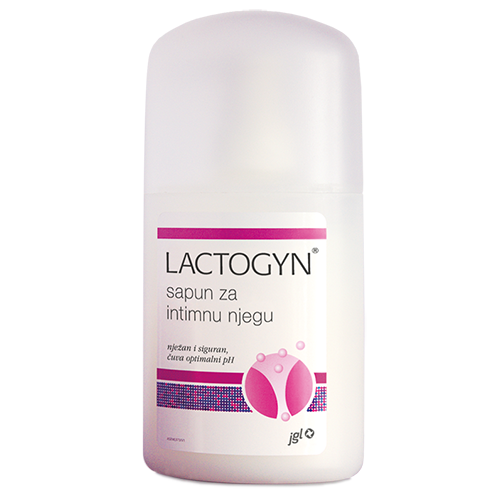 LACTOGYN®
sapun za
intimnu njegu
nježan i siguran,
čuva optimalni pH
jgl